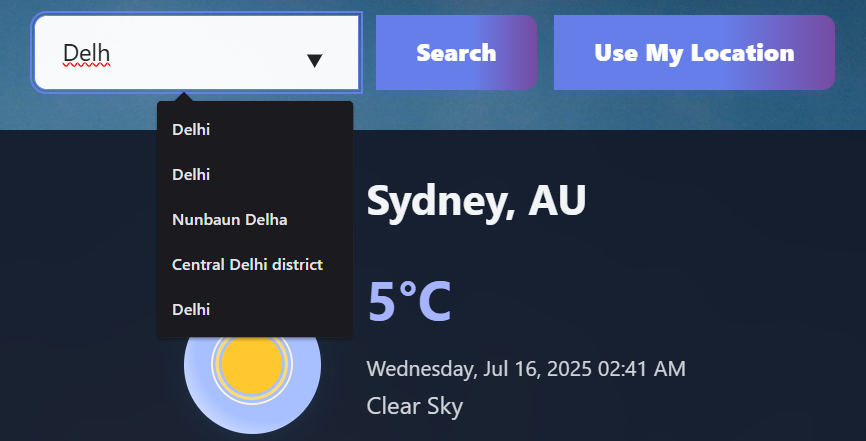 Delh
Search
Use My Location
Delhi
Delhi
Nunbaun Delha
Central Delhi district
Delhi
Sydney, AU
5°C
Wednesday, Jul 16, 2025 02:41 AM
Clear Sky